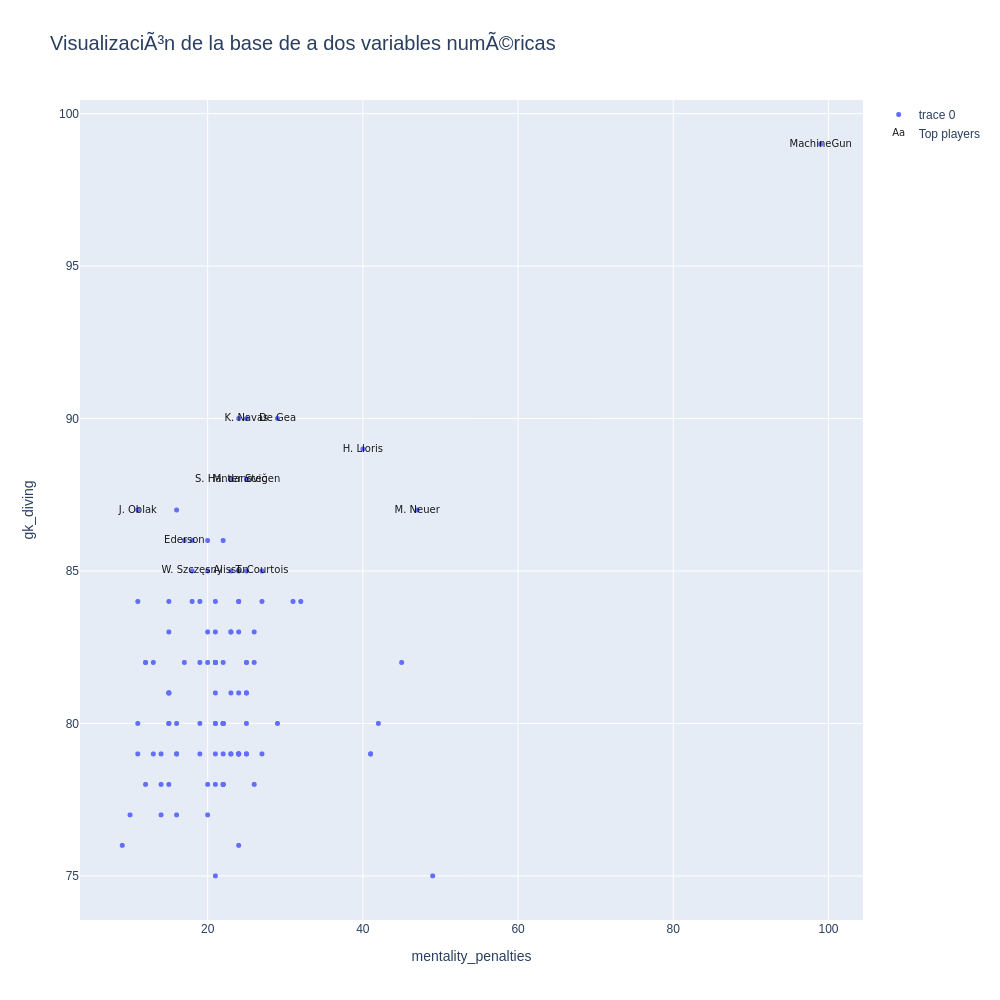 VisualizaciÃ³n de la base de a dos variables numÃ©ricas
trace 0
Aa Top players
100
95
90
85
80
75
gk_diving
MachineGun
K. Navas
De Gea
H. Lloris
S. Handanovič
M. ter Stegen
J. Oblak
M. Neuer
Ederson
W. Szczęsny
Alisson
T. Courtois
20 40 60 80 100
mentality_penalties